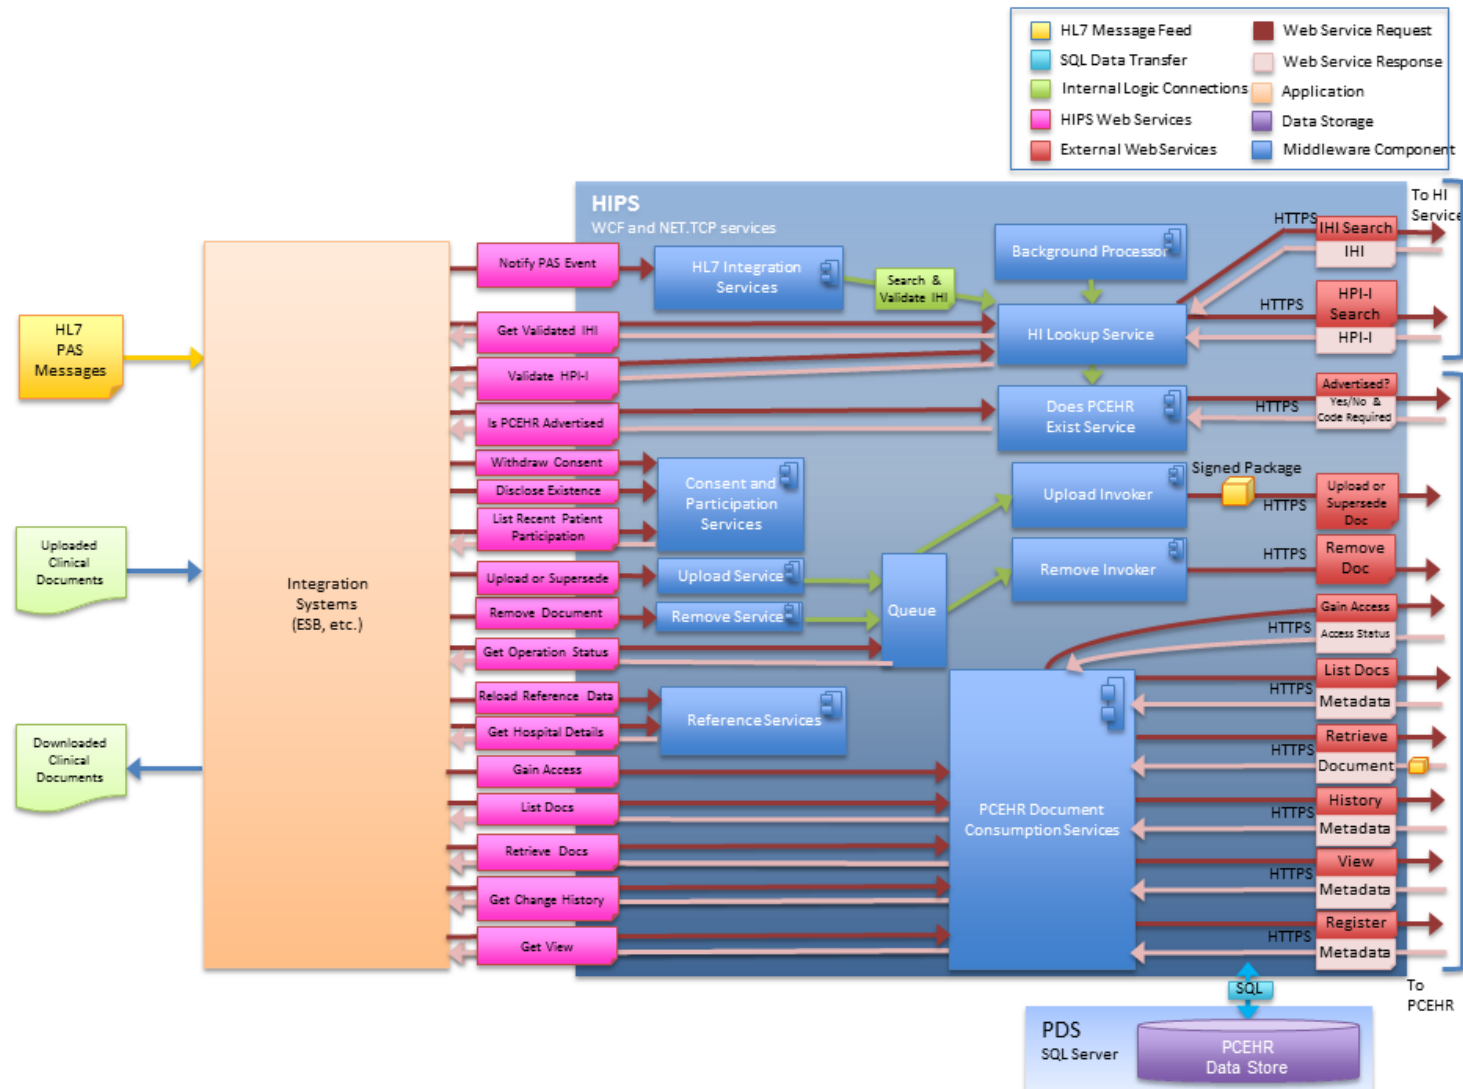 HL7 Message Feed
Web Service Request
SQL Data Transfer
Web Service Response
Internal Logic Connections
Application
HIPS Web Services
Data Storage
External Web Services
Middleware Component
HIPS
WCF and NET.TCP services
To HI
Service
HL7
PAS
Messages
Uploaded
Clinical
Documents
Downloaded
Clinical
Documents
Integration
Systems
(ESB, etc.)
Notify PAS Event
Get Validated IHI
Validate HPI-I
Is PCEHR Advertised
Withdraw Consent
Disclose Existence
List Recent Patient
Participation
Upload or Supersede
Remove Document
Get Operation Status
Reload Reference Data
Get Hospital Details
Gain Access
List Docs
Retrieve Docs
Get Change History
Get View
HL7 Integration
Services
Search &
Validate IHI
Background Processor
HI Lookup Service
Does PCEHR
Exist Service
Consent and
Participation
Services
Upload Service
Remove Service
Queue
Upload Invoker
Remove Invoker
Signed Package
Reference Services
PCEHR Document
Consumption Services
HTTPS
IHI Search
IHI
HTTPS
HPI-I
Search
HPI-I
HTTPS
Advertised?
Yes/No &
Code Required
HTTPS
Upload or
Supersede
Doc
HTTPS
Remove
Doc
HTTPS
Gain Access
Access Status
HTTPS
List Docs
Metadata
HTTPS
Retrieve
Document
HTTPS
History
Metadata
HTTPS
View
Metadata
HTTPS
Register
Metadata
To
PCEHR
SQL
PDS
SQL Server
PCEHR
Data Store